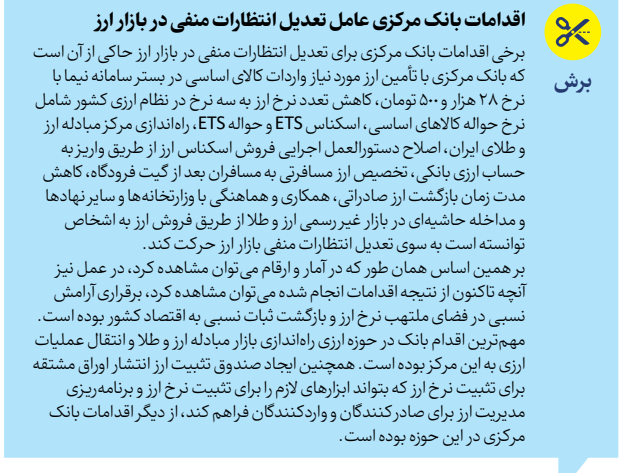 اقدامات بانک مرکزی عامل تعدیل انتظارات منفی در بازار ارز
برش
برخی اقدامات بانک مرکزی برای تعدیل انتظارات منفی در بازار ارز حاکی از آن است
که بانک مرکزی با تأمین ارز مورد نیاز واردات کالای اساسی در بستر سامانه نیما با
نرخ ۲۸ هزار و ۵۰۰ تومان، کاهش تعدد نرخ ارز به سه نرخ در نظام ارزی کشور شامل
نرخ حواله کالاهای اساسی، اسکناس ETS و حواله ETS، راه‌اندازی مرکز مبادله ارز
و طلای ایران، اصلاح دستورالعمل اجرایی فروش اسکناس ارز از طریق واریز به
حساب ارزی بانکی، تخصیص ارز مسافرتی به مسافران بعد از گیت فرودگاه، کاهش
مدت زمان بازگشت ارز صادراتی، همکاری و هماهنگی با وزارتخانه‌ها و سایر نهادها
و مداخله حاشیه‌ای در بازار غیر رسمی ارز و طلا از طریق فروش ارز به اشخاص
توانسته است به سوی تعدیل انتظارات منفی بازار ارز حرکت کند.
بر همین اساس همان طور که در آمار و ارقام می‌توان مشاهده کرد، در عمل نیز
آنچه تاکنون از نتیجه اقدامات انجام شده می‌توان مشاهده کرد، برقراری آرامش
نسبی در فضای ملتهب نرخ ارز و بازگشت ثبات نسبی به اقتصاد کشور بوده است.
مهم‌ترین اقدام بانک در حوزه ارزی راه‌اندازی بازار مبادله ارز و طلا و انتقال عملیات
ارزی به این مرکز بوده است. همچنین ایجاد صندوق تثبیت ارز انتشار اوراق مشتقه
برای تثبیت نرخ ارز که بتواند ابزارهای لازم را برای تثبیت نرخ ارز و برنامه‌ریزی
مدیریت ارز برای صادرکنندگان و واردکنندگان فراهم کند، از دیگر اقدامات بانک
مرکزی در این حوزه بوده است.